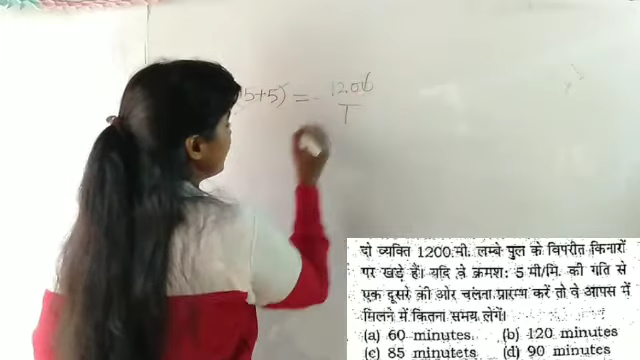 (5+5) = 1200
T
दो व्यक्ति 1200 मी. लम्बे पुल के विपरीत किनारों
पर खड़े हैं। यदि वे क्रमश: 5 मी/मि. की गति से
एक दूसरे की ओर चलना प्रारम्भ करें तो वे आपस में
मिलने में कितना समय लेंगे।
(a) 60 minutes. (b) 120 minutes
(c) 85 minutets (d) 90 minutes